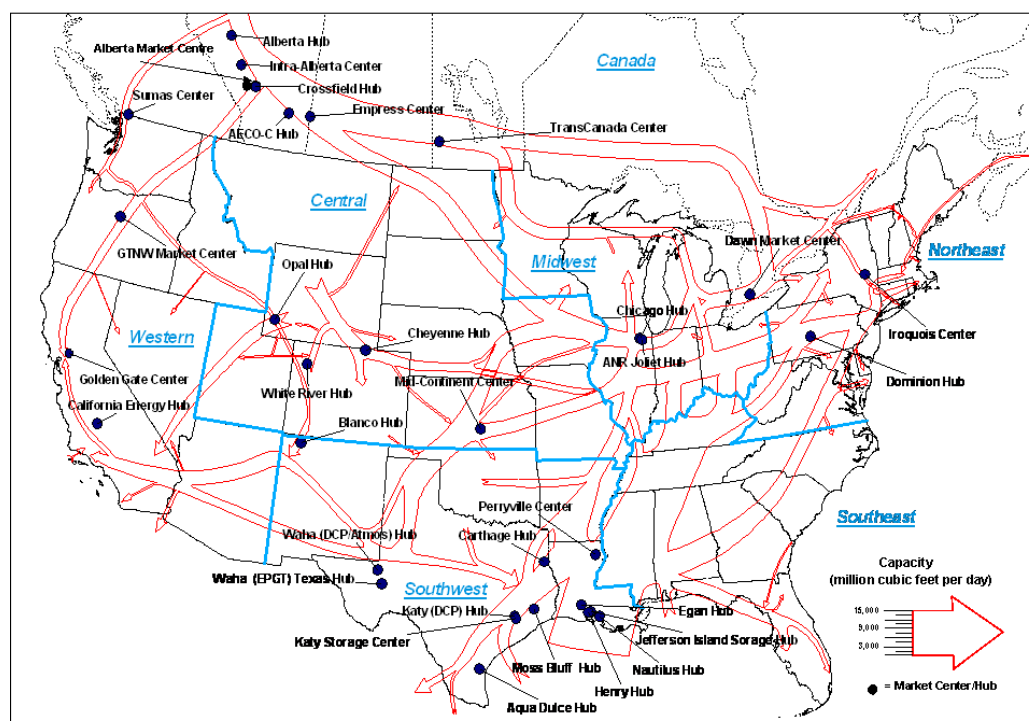 Alberta Hub
Alberta Market Centre
Intra-Alberta Center
Canada
Crossfield Hub
Sumas Center
Empress Center
AECO-C Hub
TransCanada Center
Central
Dawn Market Center
GTNW Market Center
Northeast
Opal Hub
Midwest
Chicago Hub
Western
Cheyenne Hub
Iroquois Center
ANR Joliet Hub
Golden Gate Center
White River Hub
Mid-Continent Center
Dominion Hub
California Energy Hub
Blanco Hub
Perryville Center
Southeast
Waha (DCP/Atmos) Hub
Carthage Hub
Capacity
(million cubic feet per day)
Waha (EPGT) Texas Hub
Southwest
15,000
9,000
3,000
Katy (DCP) Hub
Egan Hub
Katy Storage Center
Jefferson Island Sorage Hub
Moss Bluff Hub
Nautilus Hub
Henry Hub
= Market Center/Hub
Aqua Dulce Hub